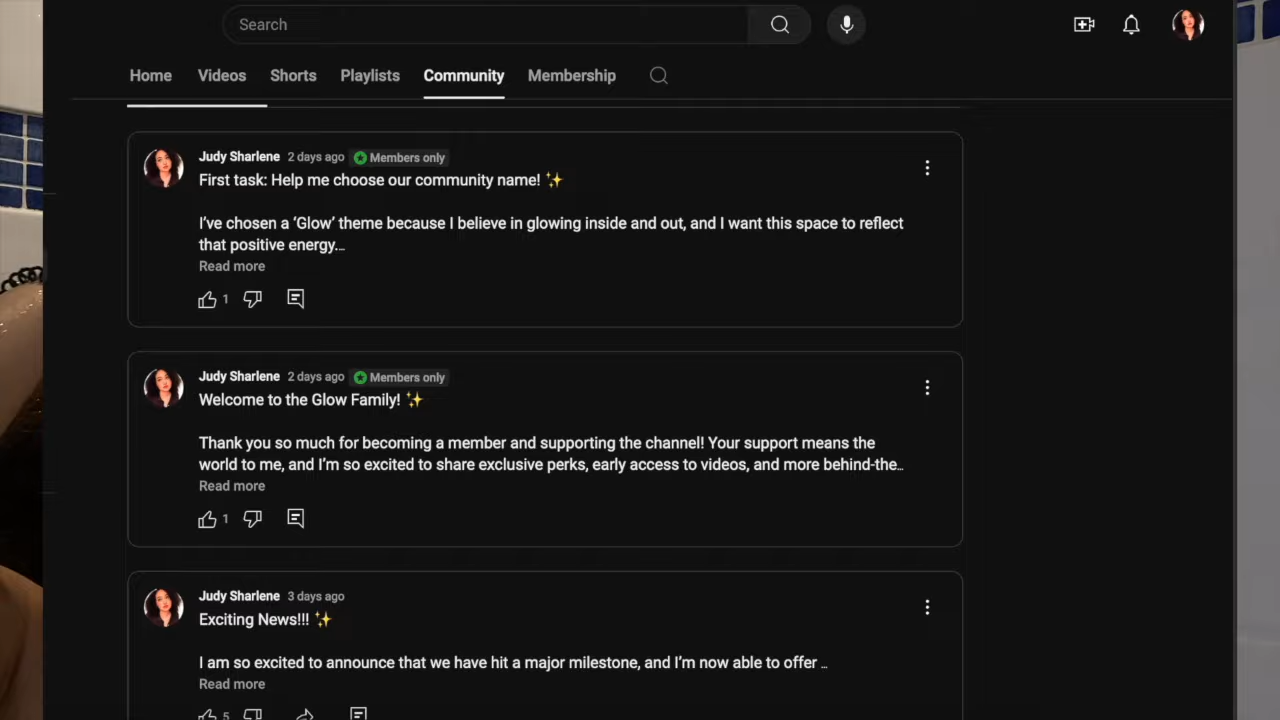 Search
Home Videos Shorts Playlists Community Membership
Judy Sharlene 2 days ago Members only
First task: Help me choose our community name! ✨
I’ve chosen a ‘Glow’ theme because I believe in glowing inside and out, and I want this space to reflect
that positive energy...
Read more
1
Judy Sharlene 2 days ago Members only
Welcome to the Glow Family! ✨
Thank you so much for becoming a member and supporting the channel! Your support means the
world to me, and I’m so excited to share exclusive perks, early access to videos, and more behind-the...
Read more
1
Judy Sharlene 3 days ago
Exciting News!!! ✨
I am so excited to announce that we have hit a major milestone, and I’m now able to offer ...
Read more
5